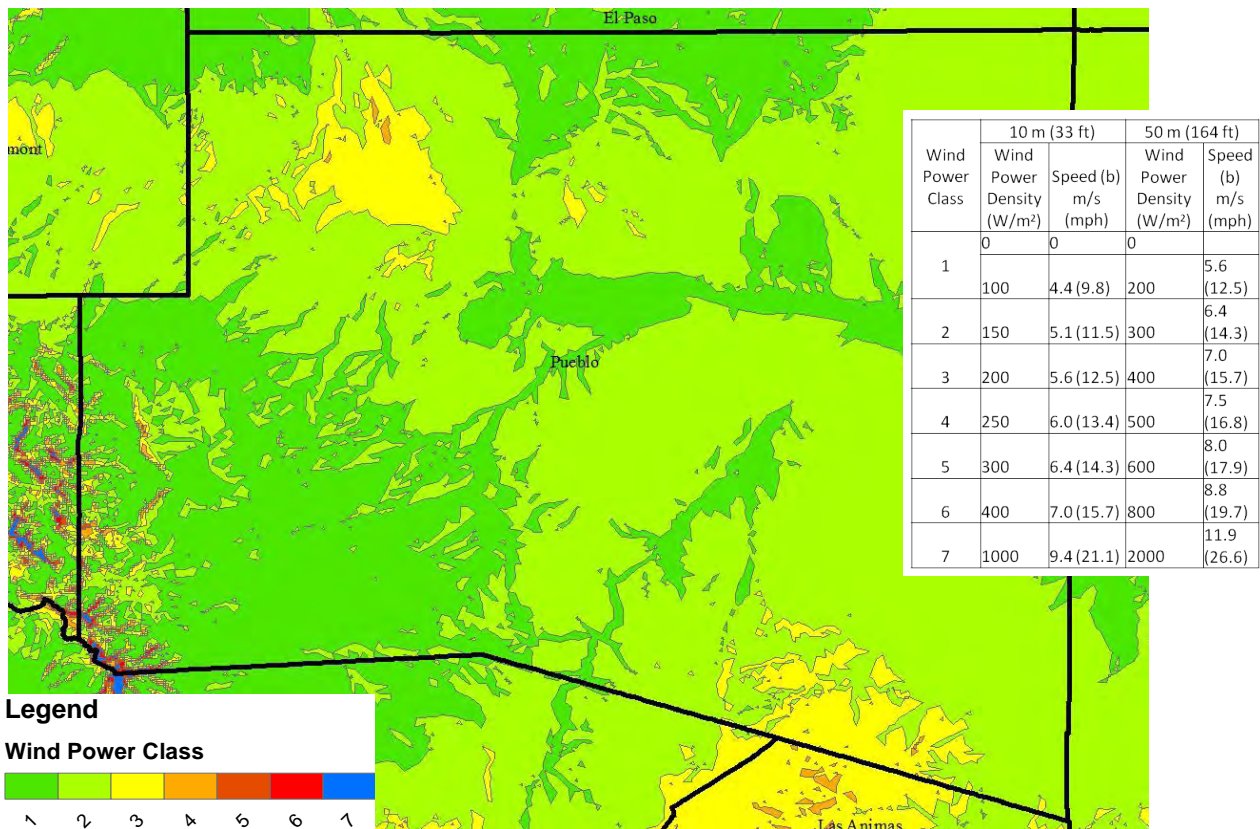 El Paso
mont
Pueblo
Las Animas
10 m (33 ft) 50 m (164 ft)
Wind Power Class
Wind Power Density (W/m²)
Speed (b) m/s (mph)
Wind Power Density (W/m²)
Speed (b) m/s (mph)
1 0 0 0
100 4.4 (9.8) 200 5.6 (12.5)
2 150 5.1 (11.5) 300 6.4 (14.3)
3 200 5.6 (12.5) 400 7.0 (15.7)
4 250 6.0 (13.4) 500 7.5 (16.8)
5 300 6.4 (14.3) 600 8.0 (17.9)
6 400 7.0 (15.7) 800 8.8 (19.7)
7 1000 9.4 (21.1) 2000 11.9 (26.6)
Legend
Wind Power Class
1 2 3 4 5 6 7